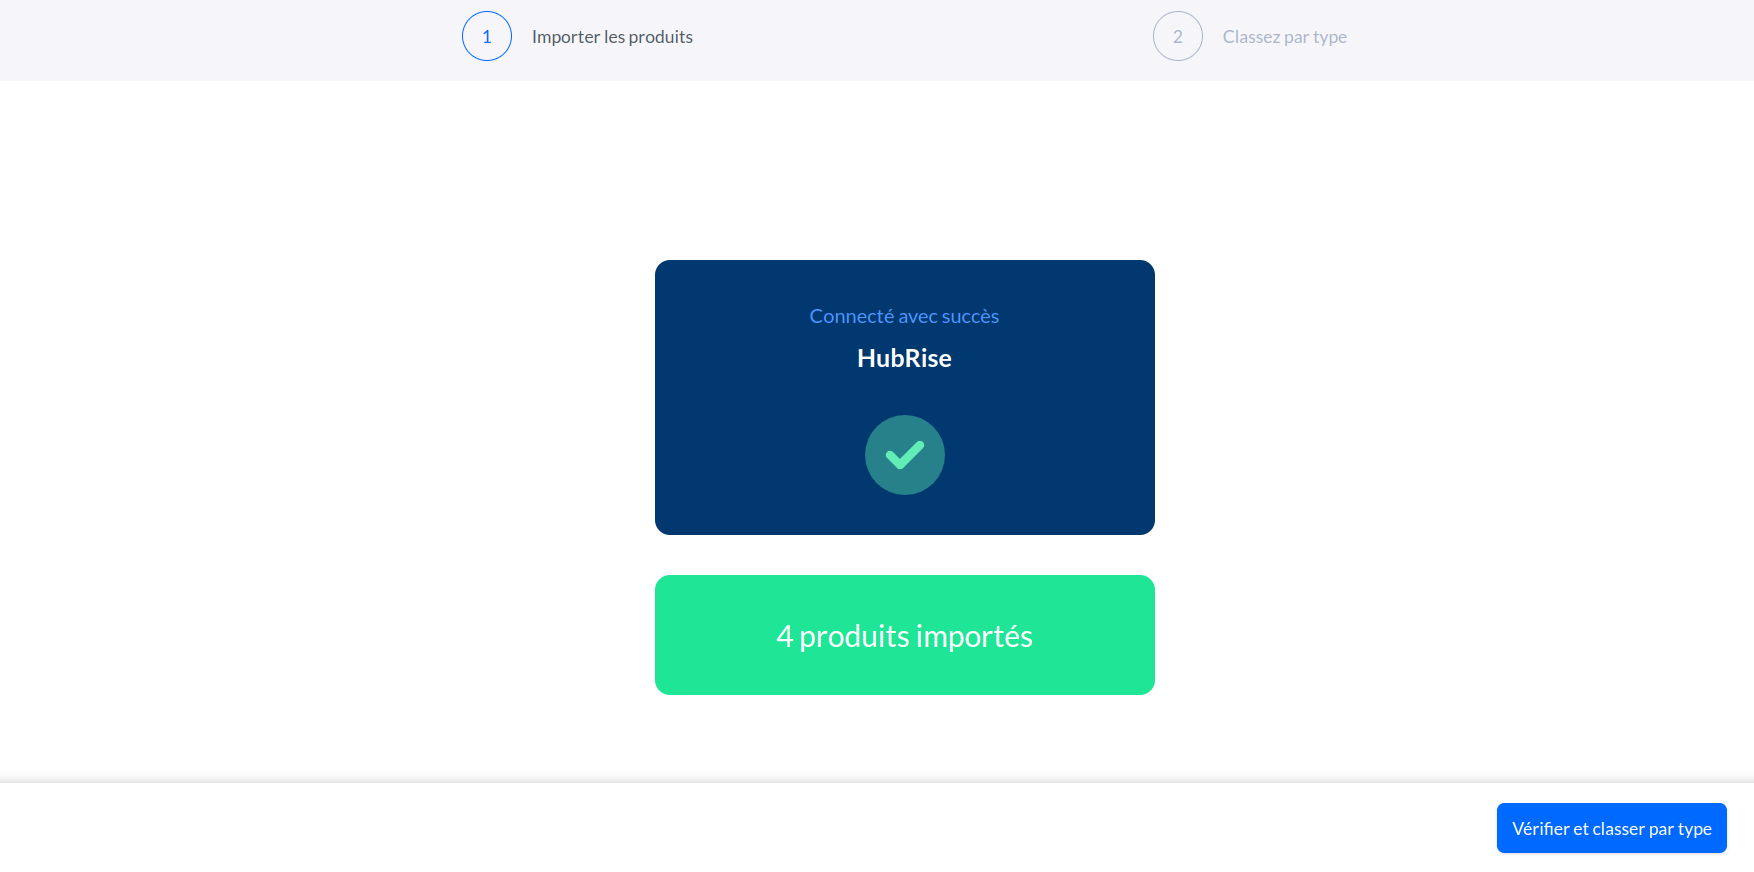 1 Importer les produits
2 Classez par type
Connecté avec succès
HubRise
4 produits importés
Vérifier et classer par type